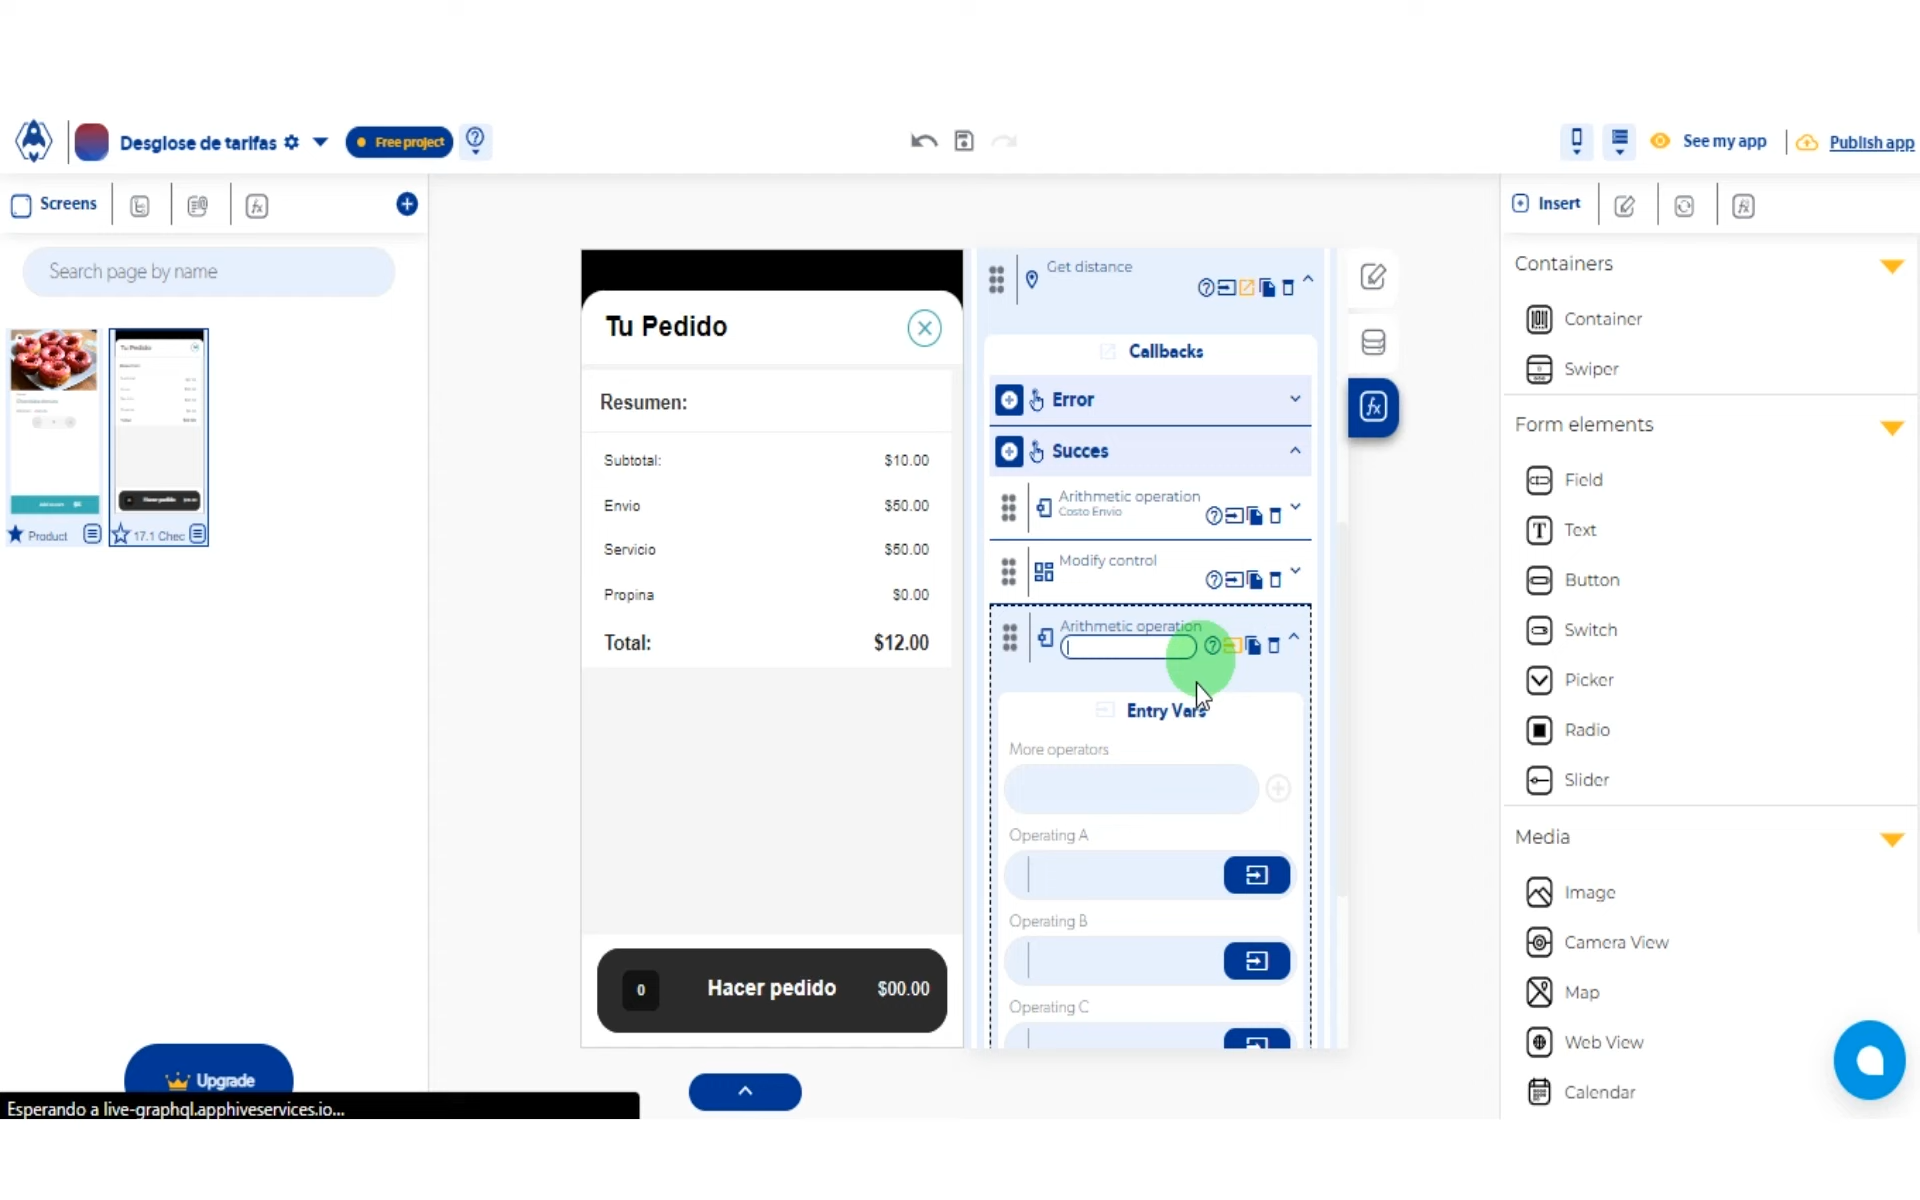 Desglose de tarifas
Free project
See my app
Publish app
Screens
Search page by name
Product
17.1 Chec
Upgrade
Esperando a live-graphql.apphiveservices.io...
Tu Pedido
Resumen:
Subtotal: $10.00
Envio $50.00
Servicio $50.00
Propina $0.00
Total: $12.00
0 Hacer pedido $00.00
Get distance
Callbacks
Error
Succes
Arithmetic operation
Costo Envio
Modify control
Arithmetic operation
Entry Vars
More operators
Operating A
Operating B
Operating C
Insert
Containers
Container
Swiper
Form elements
Field
Text
Button
Switch
Picker
Radio
Slider
Media
Image
Camera View
Map
Web View
Calendar